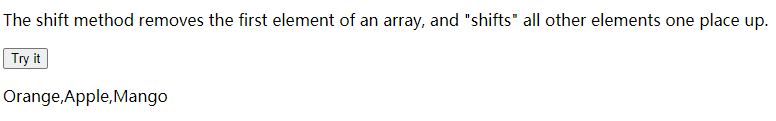 The shift method removes the first element of an array, and "shifts" all other elements one place up.
Try it
Orange,Apple,Mango